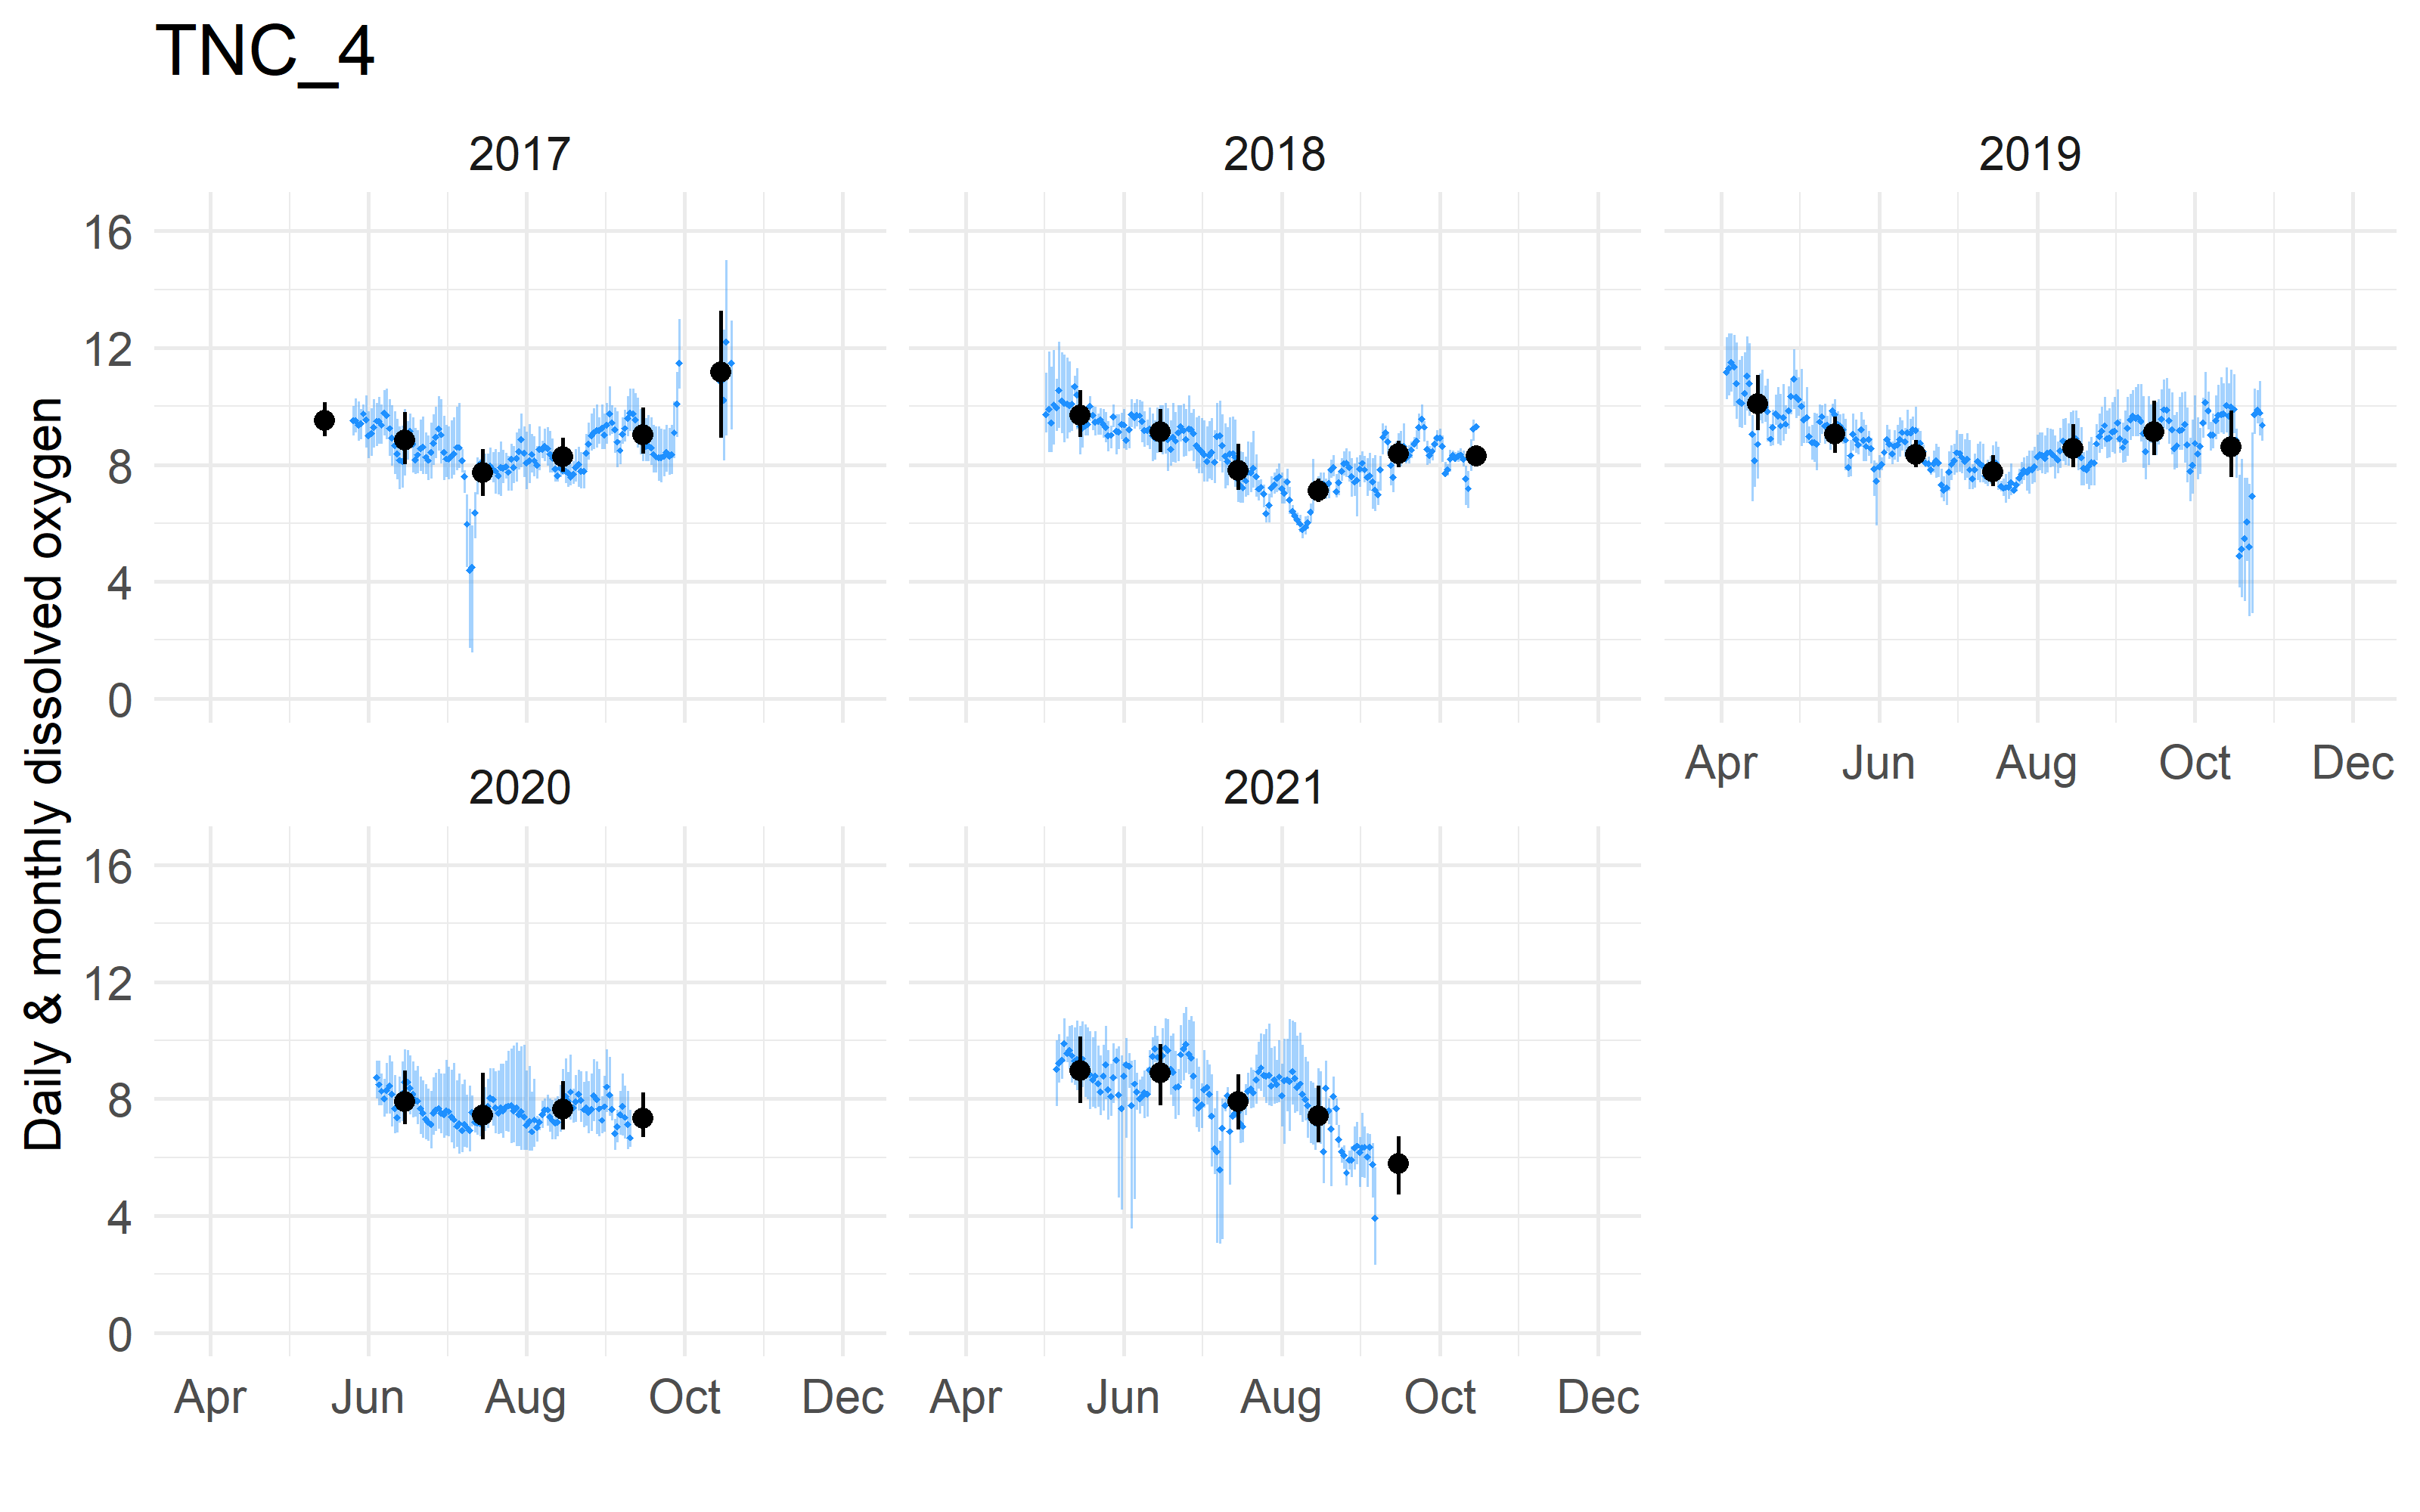 TNC_4
2017 2018 2019
16
12
8
4
0
Daily & monthly dissolved oxygen
Apr Jun Aug Oct Dec
2020 2021
16
12
8
4
0
Apr Jun Aug Oct Dec Apr Jun Aug Oct Dec